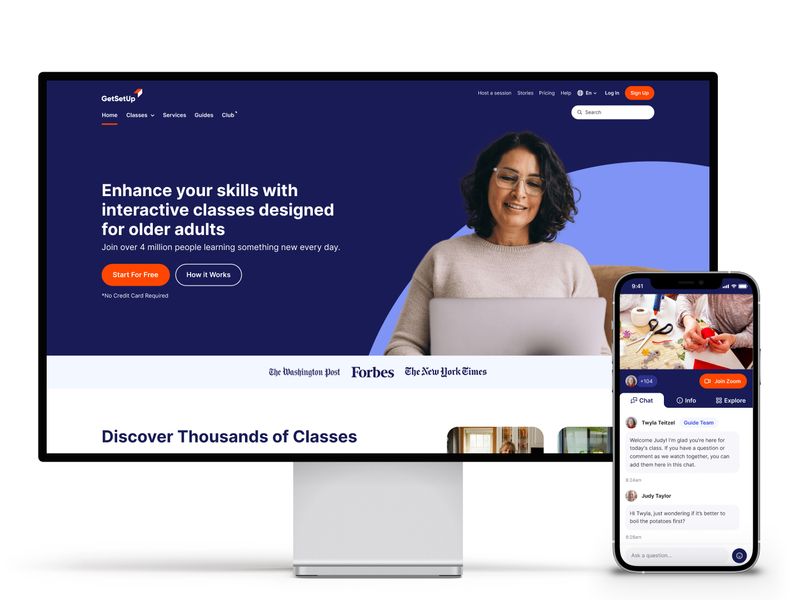 GetSetUp
Host a session Stories Pricing Help En Log In Sign Up
Home Classes Services Guides Club
Search
Enhance your skills with
interactive classes designed
for older adults
Join over 4 million people learning something new every day.
Start For Free How it Works
*No Credit Card Required
The Washington Post Forbes The New York Times
Discover Thousands of Classes
9:41
+104 Join Zoom
Chat Info Explore
Twyla Teitzel Guide Team
Welcome Judy! I'm glad you're here for
today's class. If you have a question or
comment as we watch together, you can
add them here in this chat.
9:24am
Judy Taylor
Hi Twyla, just wondering if it's better to
boil the potatoes first?
9:26am
Ask a question...